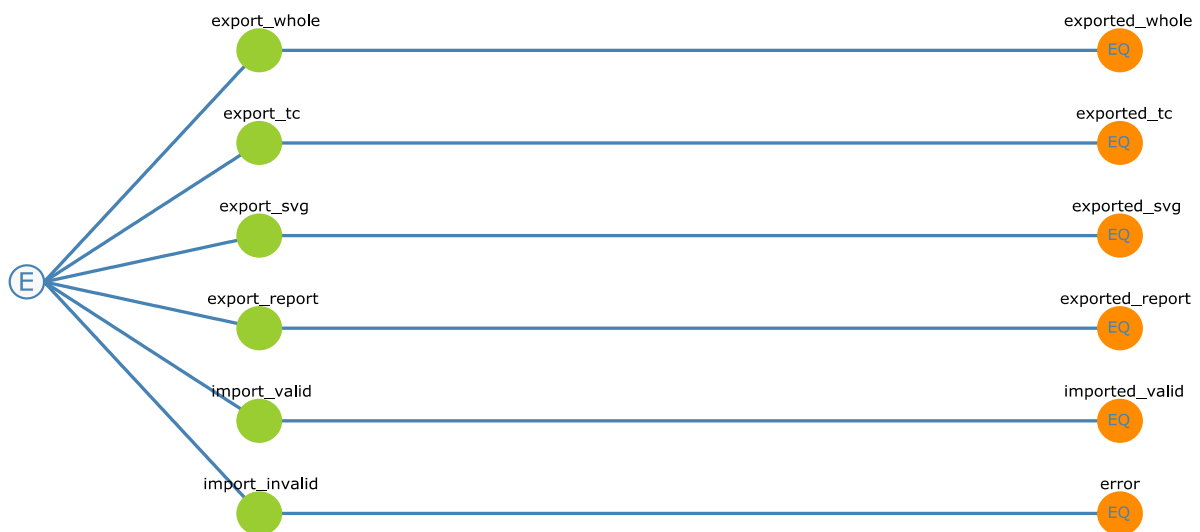 export_whole exported_whole
EQ
export_tc exported_tc
EQ
export_svg exported_svg
EQ
E
export_report exported_report
EQ
import_valid imported_valid
EQ
import_invalid error
EQ